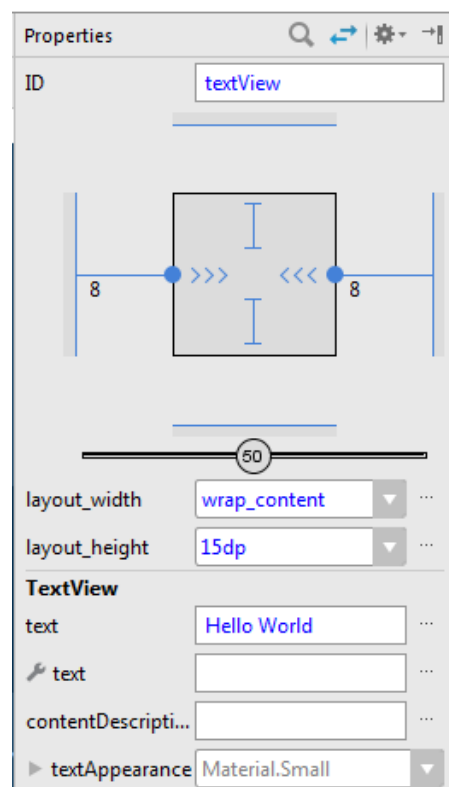 Properties
ID textView
8 8
50
layout_width wrap_content ...
layout_height 15dp ...
TextView
text Hello World ...
text ...
contentDescripti... ...
textAppearance Material.Small